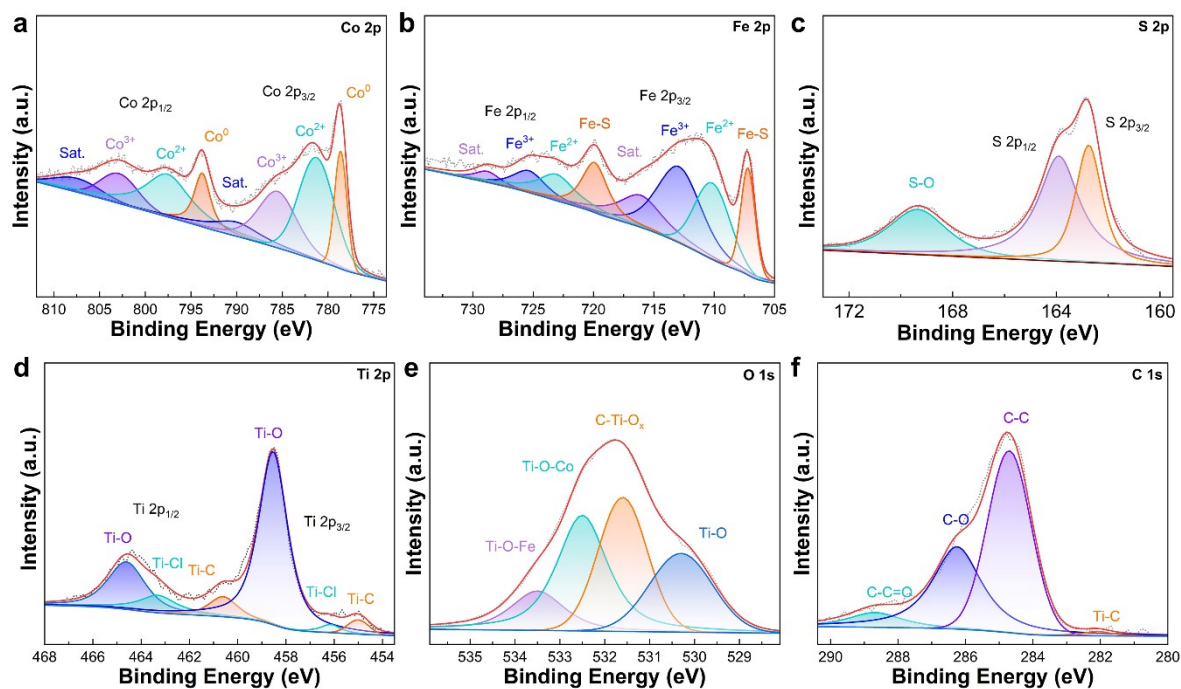 a
Co 2p
Intensity (a.u.)
Co 2p1/2
Co 2p3/2
Co0
Sat.
Co3+
Co2+
Co0
Sat.
Co3+
Co2+
810 805 800 795 790 785 780 775
Binding Energy (eV)
b
Fe 2p
Intensity (a.u.)
Fe 2p1/2
Fe 2p3/2
Sat.
Fe3+
Fe2+
Fe-S
Sat.
Fe3+
Fe2+
Fe-S
730 725 720 715 710 705
Binding Energy (eV)
c
S 2p
Intensity (a.u.)
S-O
S 2p1/2
S 2p3/2
172 168 164 160
Binding Energy (eV)
d
Ti 2p
Intensity (a.u.)
Ti-O
Ti 2p1/2
Ti 2p3/2
Ti-O
Ti-Cl
Ti-C
Ti-Cl
Ti-C
468 466 464 462 460 458 456 454
Binding Energy (eV)
e
O 1s
Intensity (a.u.)
C-Ti-Ox
Ti-O-Co
Ti-O-Fe
Ti-O
535 534 533 532 531 530 529
Binding Energy (eV)
f
C 1s
Intensity (a.u.)
C-C
C-O
C-C=O
Ti-C
290 288 286 284 282 280
Binding Energy (eV)